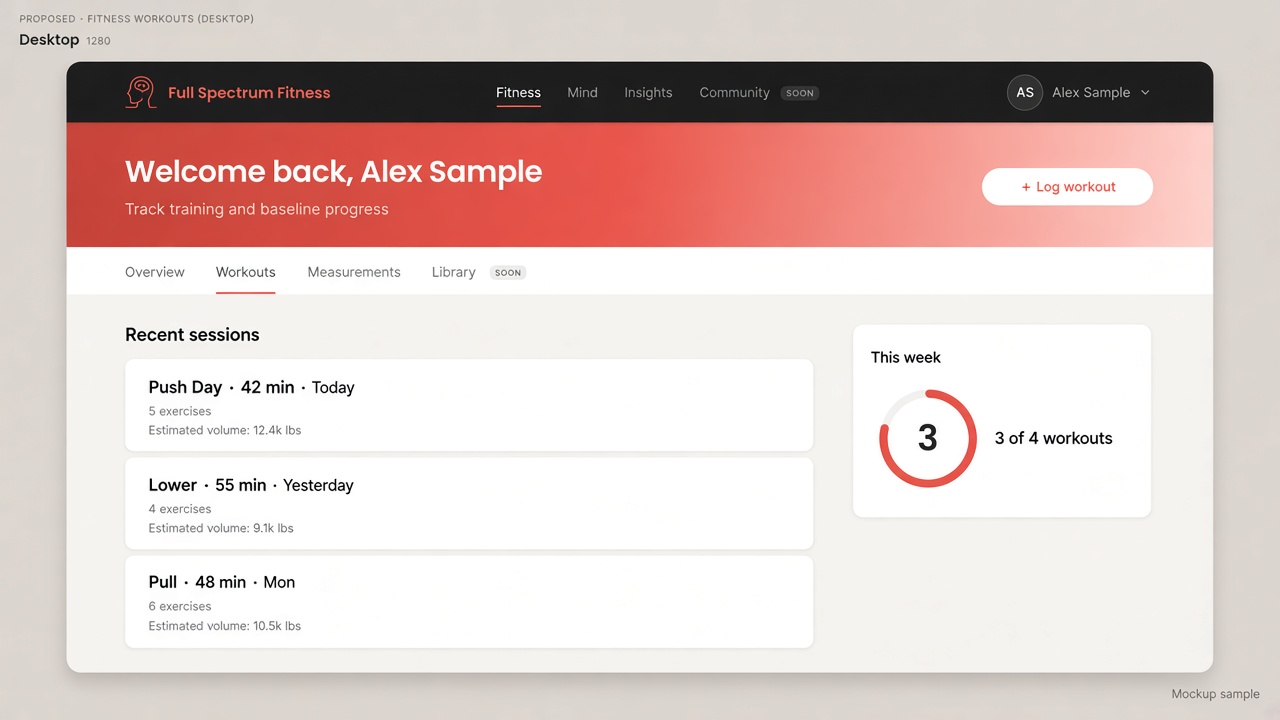 PROPOSED · FITNESS WORKOUTS (DESKTOP)
Desktop 1280
Full Spectrum Fitness
Fitness Mind Insights Community SOON
AS Alex Sample
Welcome back, Alex Sample
Track training and baseline progress
+ Log workout
Overview Workouts Measurements Library SOON
Recent sessions
Push Day · 42 min · Today
5 exercises
Estimated volume: 12.4k lbs
Lower · 55 min · Yesterday
4 exercises
Estimated volume: 9.1k lbs
Pull · 48 min · Mon
6 exercises
Estimated volume: 10.5k lbs
This week
3
3 of 4 workouts
Mockup sample